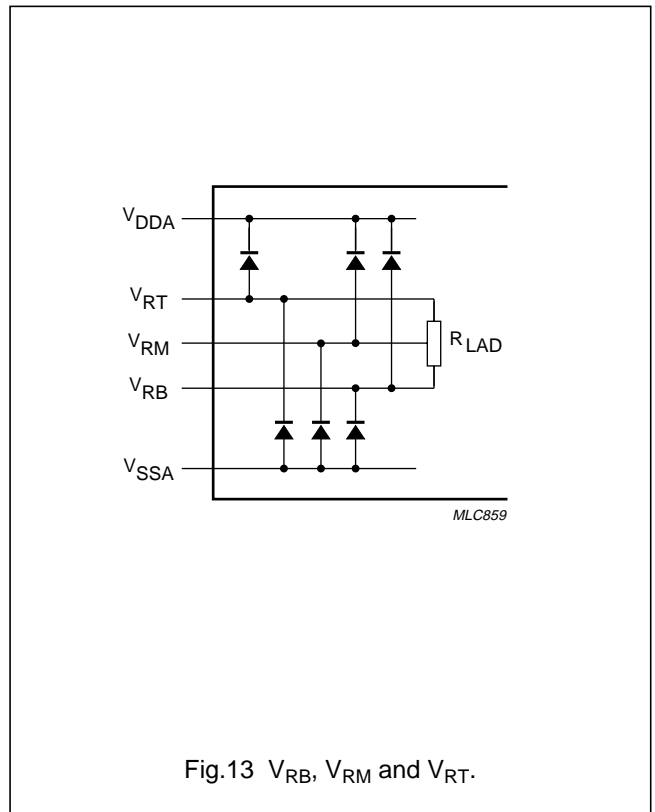 VDDA
VRT
VRM
RLAD
VRB
VSSA
MLC859
Fig.13 VRB, VRM and VRT.